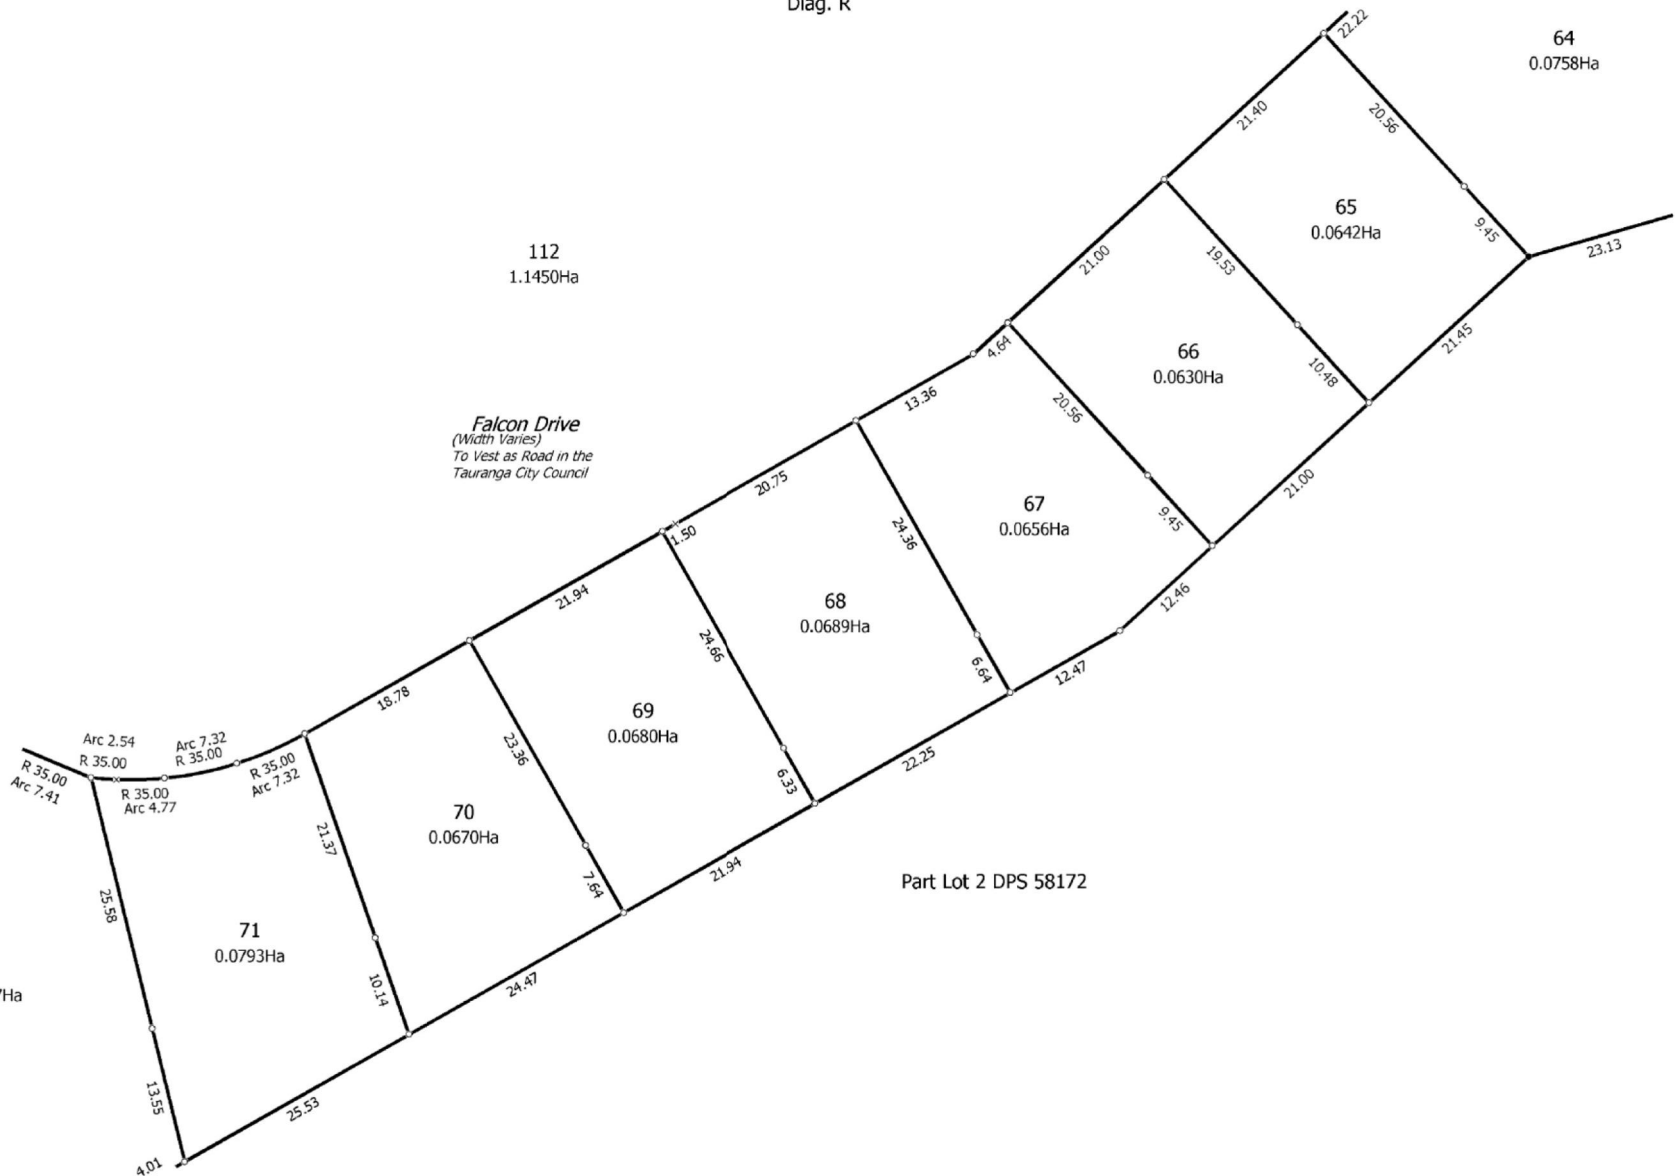 Diag. R
22.22
64
0.0758Ha
21.40
20.56
65
0.0642Ha
9.45
23.13
112
1.1450Ha
21.00
19.53
21.45
4.64
66
0.0630Ha
10.48
13.36
20.56
Falcon Drive
(Width Varies)
To Vest as Road in the
Tauranga City Council
20.75
21.00
67
0.0656Ha
9.45
1.50
24.36
21.94
12.46
68
0.0689Ha
24.66
6.64
12.47
18.78
69
0.0680Ha
Arc 2.54
R 35.00
Arc 7.32
R 35.00
23.36
22.25
R 35.00
Arc 7.41
R 35.00
Arc 4.77
R 35.00
Arc 7.32
6.33
70
0.0670Ha
21.37
21.94
7.64
Part Lot 2 DPS 58172
25.58
71
0.0793Ha
10.14
24.47
Ha
13.55
25.53
4.01